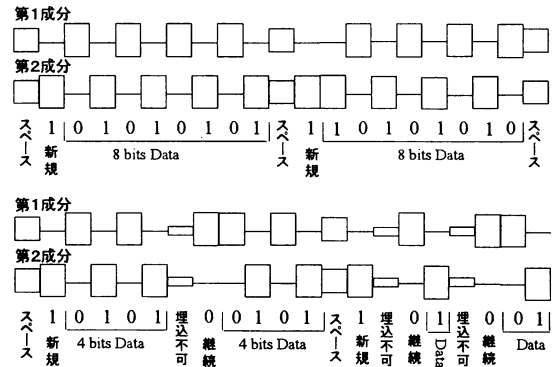 第1成分
第2成分
スペース 1 0 1 0 1 0 1 0 1 スペース 1 1 0 1 0 1 0 1 0 スペース
新規 8 bits Data 新規 8 bits Data
第1成分
第2成分
スペース 1 0 1 0 1 埋込不可 0 0 1 0 1 スペース 1 埋込不可 0 1 埋込不可 0 0 1
新規 4 bits Data 継続 4 bits Data 新規 継続 Data 継続 Data